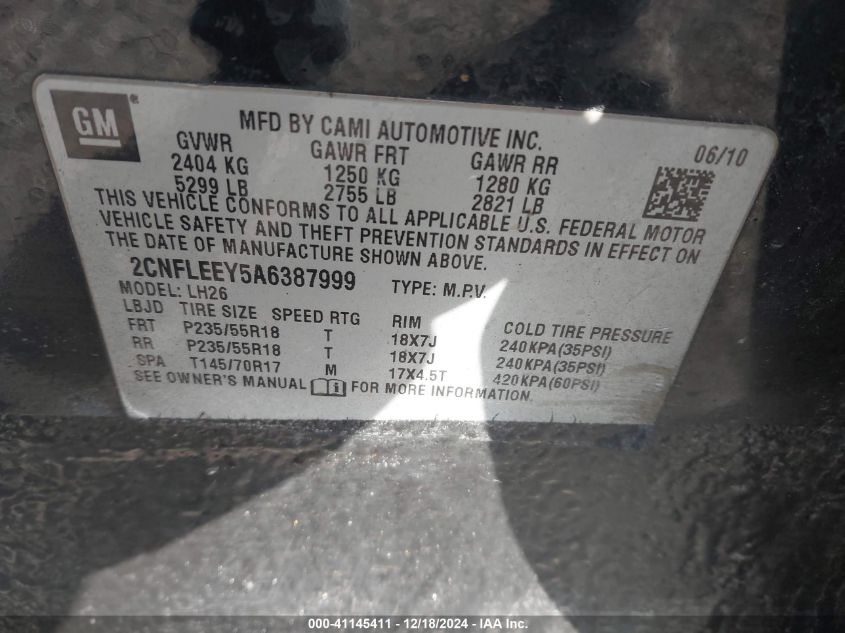 GM®
MFD BY CAMI AUTOMOTIVE INC.
06/10
GVWR GAWR FRT GAWR RR
2404 KG 1250 KG 1280 KG
5299 LB 2755 LB 2821 LB
THIS VEHICLE CONFORMS TO ALL APPLICABLE U.S. FEDERAL MOTOR
VEHICLE SAFETY AND THEFT PREVENTION STANDARDS IN EFFECT ON
THE DATE OF MANUFACTURE SHOWN ABOVE.
2CNFLEEY5A6387999 TYPE: M.P.V.
MODEL: LH26
LBJD TIRE SIZE SPEED RTG RIM COLD TIRE PRESSURE
FRT P235/55R18 T 18X7J 240KPA(35PSI)
RR P235/55R18 T 18X7J 240KPA(35PSI)
SPA T145/70R17 M 17X4.5T 420KPA(60PSI)
SEE OWNER'S MANUAL FOR MORE INFORMATION.
000-41145411 - 12/18/2024 - IAA Inc.